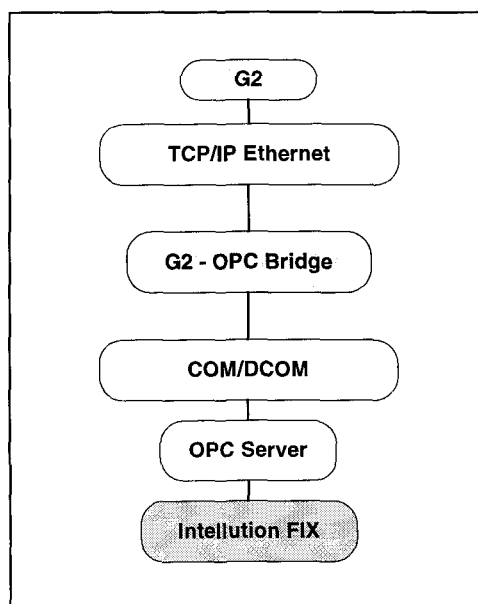 G2
TCP/IP Ethernet
G2 - OPC Bridge
COM/DCOM
OPC Server
Intellution FIX